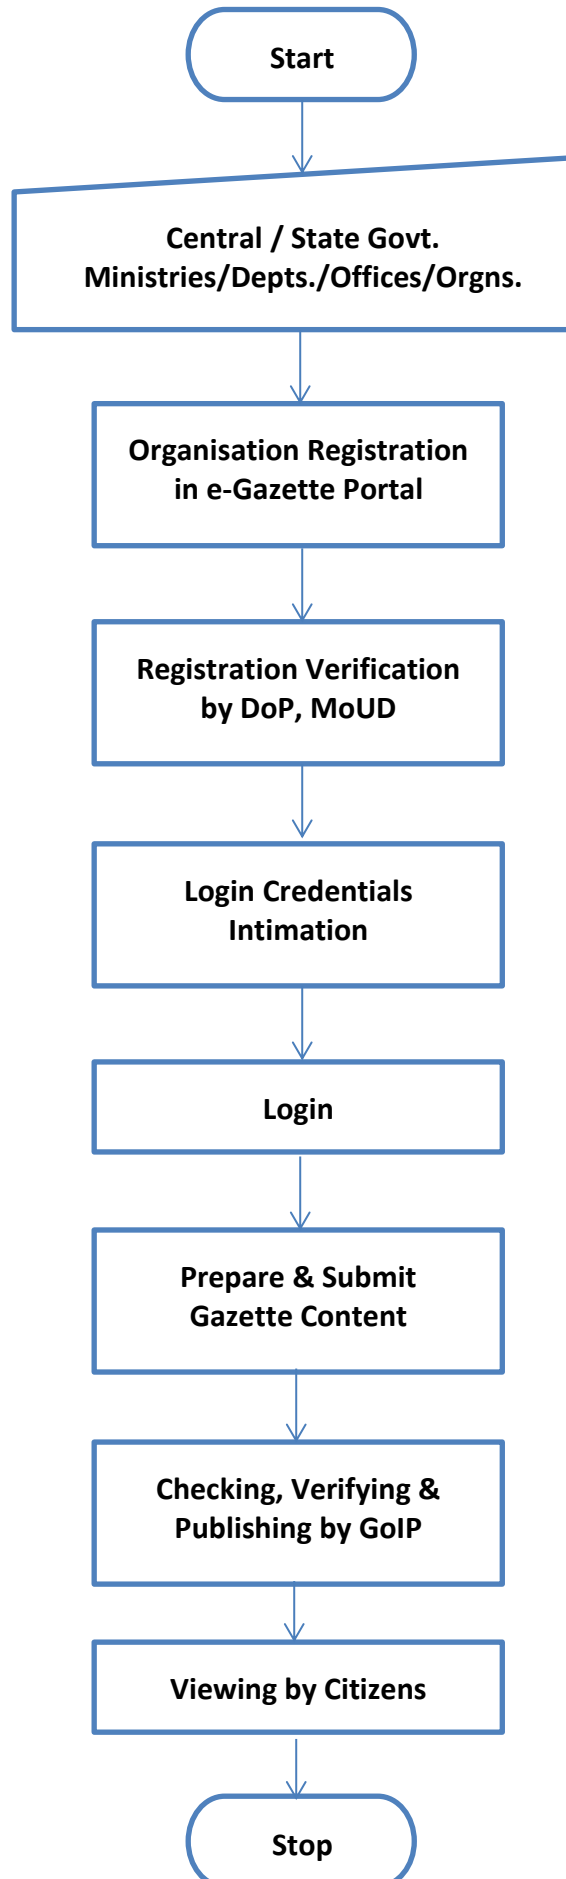 Start
Central / State Govt.
Ministries/Depts./Offices/Orgns.
Organisation Registration
in e-Gazette Portal
Registration Verification
by DoP, MoUD
Login Credentials
Intimation
Login
Prepare & Submit
Gazette Content
Checking, Verifying &
Publishing by GoIP
Viewing by Citizens
Stop